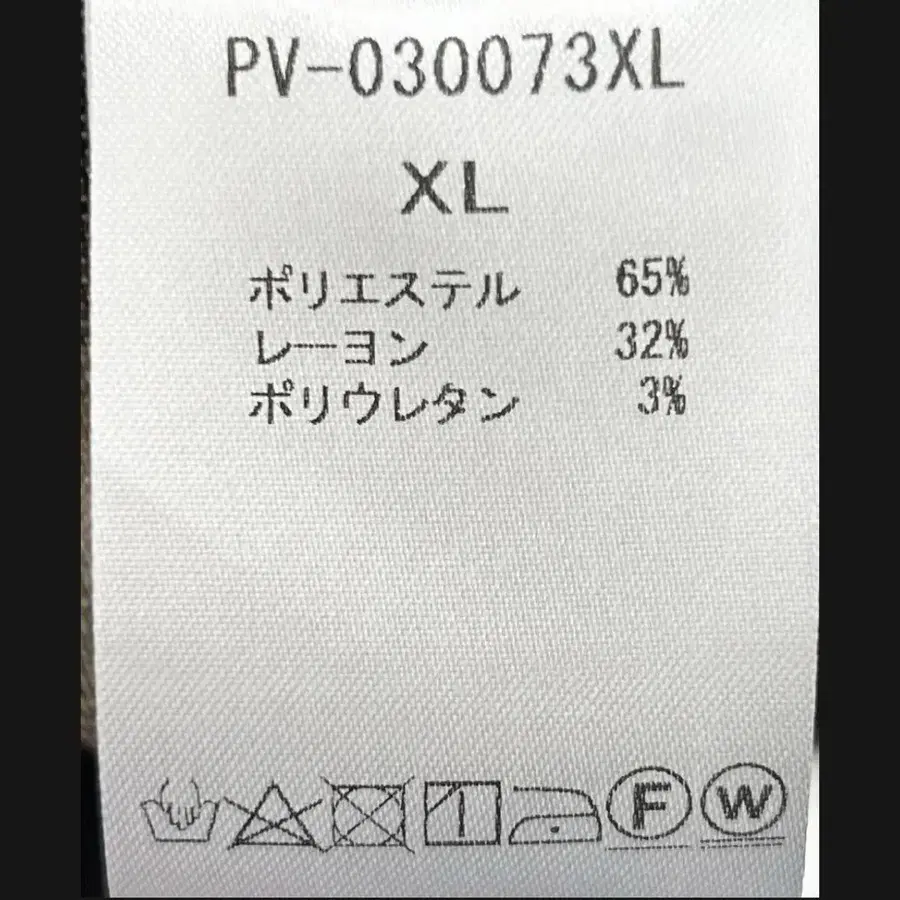 PV-030073XL
XL
ポリエステル 65%
レーヨン 32%
ポリウレタン 3%
F W